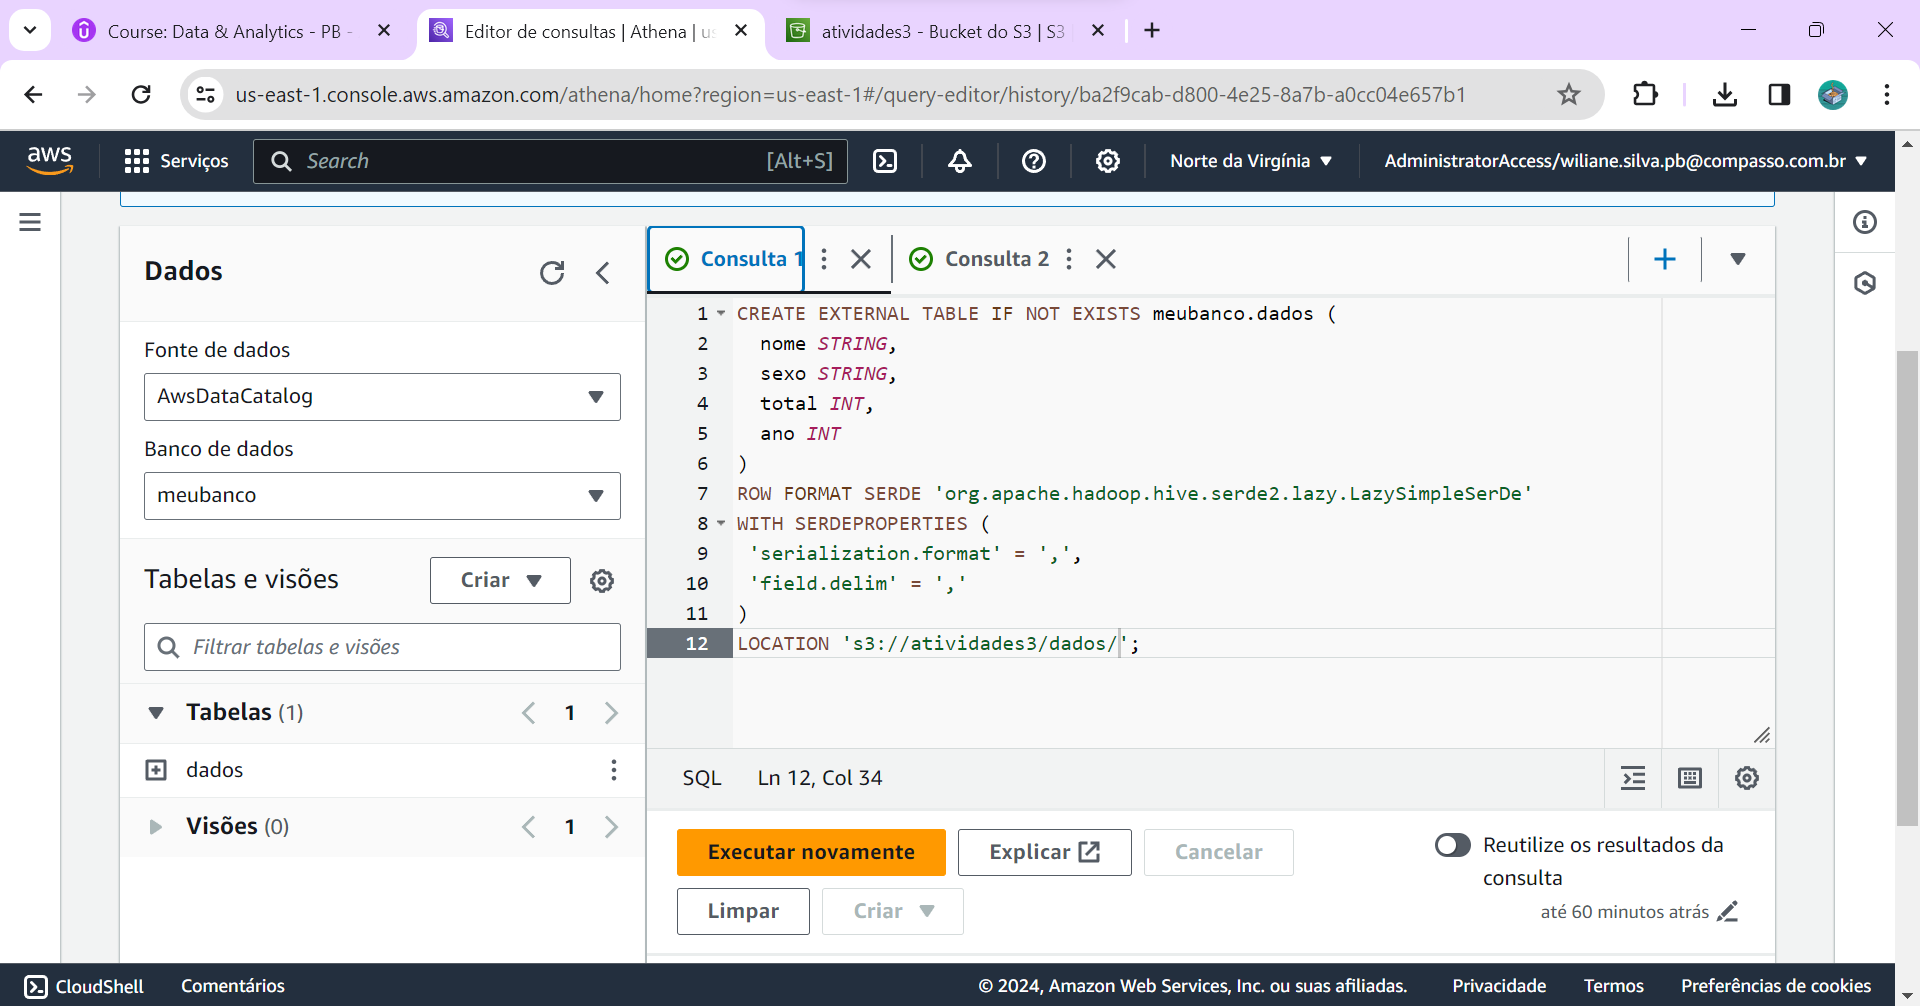 Course: Data & Analytics - PB -
Editor de consultas | Athena | us
atividades3 - Bucket do S3 | S3
us-east-1.console.aws.amazon.com/athena/home?region=us-east-1#/query-editor/history/ba2f9cab-d800-4e25-8a7b-a0cc04e657b1
aws
Serviços
Search
[Alt+S]
Norte da Virgínia
AdministratorAccess/wiliane.silva.pb@compasso.com.br
Dados
Fonte de dados
AwsDataCatalog
Banco de dados
meubanco
Tabelas e visões
Criar
Filtrar tabelas e visões
Tabelas (1)
1
dados
Visões (0)
1
Consulta 1
Consulta 2
1 CREATE EXTERNAL TABLE IF NOT EXISTS meubanco.dados (
2 nome STRING,
3 sexo STRING,
4 total INT,
5 ano INT
6 )
7 ROW FORMAT SERDE 'org.apache.hadoop.hive.serde2.lazy.LazySimpleSerDe'
8 WITH SERDEPROPERTIES (
9 'serialization.format' = ',',
10 'field.delim' = ','
11 )
12 LOCATION 's3://atividades3/dados/';
SQL
Ln 12, Col 34
Executar novamente
Explicar
Cancelar
Limpar
Criar
Reutilize os resultados da
consulta
até 60 minutos atrás
CloudShell
Comentários
© 2024, Amazon Web Services, Inc. ou suas afiliadas.
Privacidade
Termos
Preferências de cookies